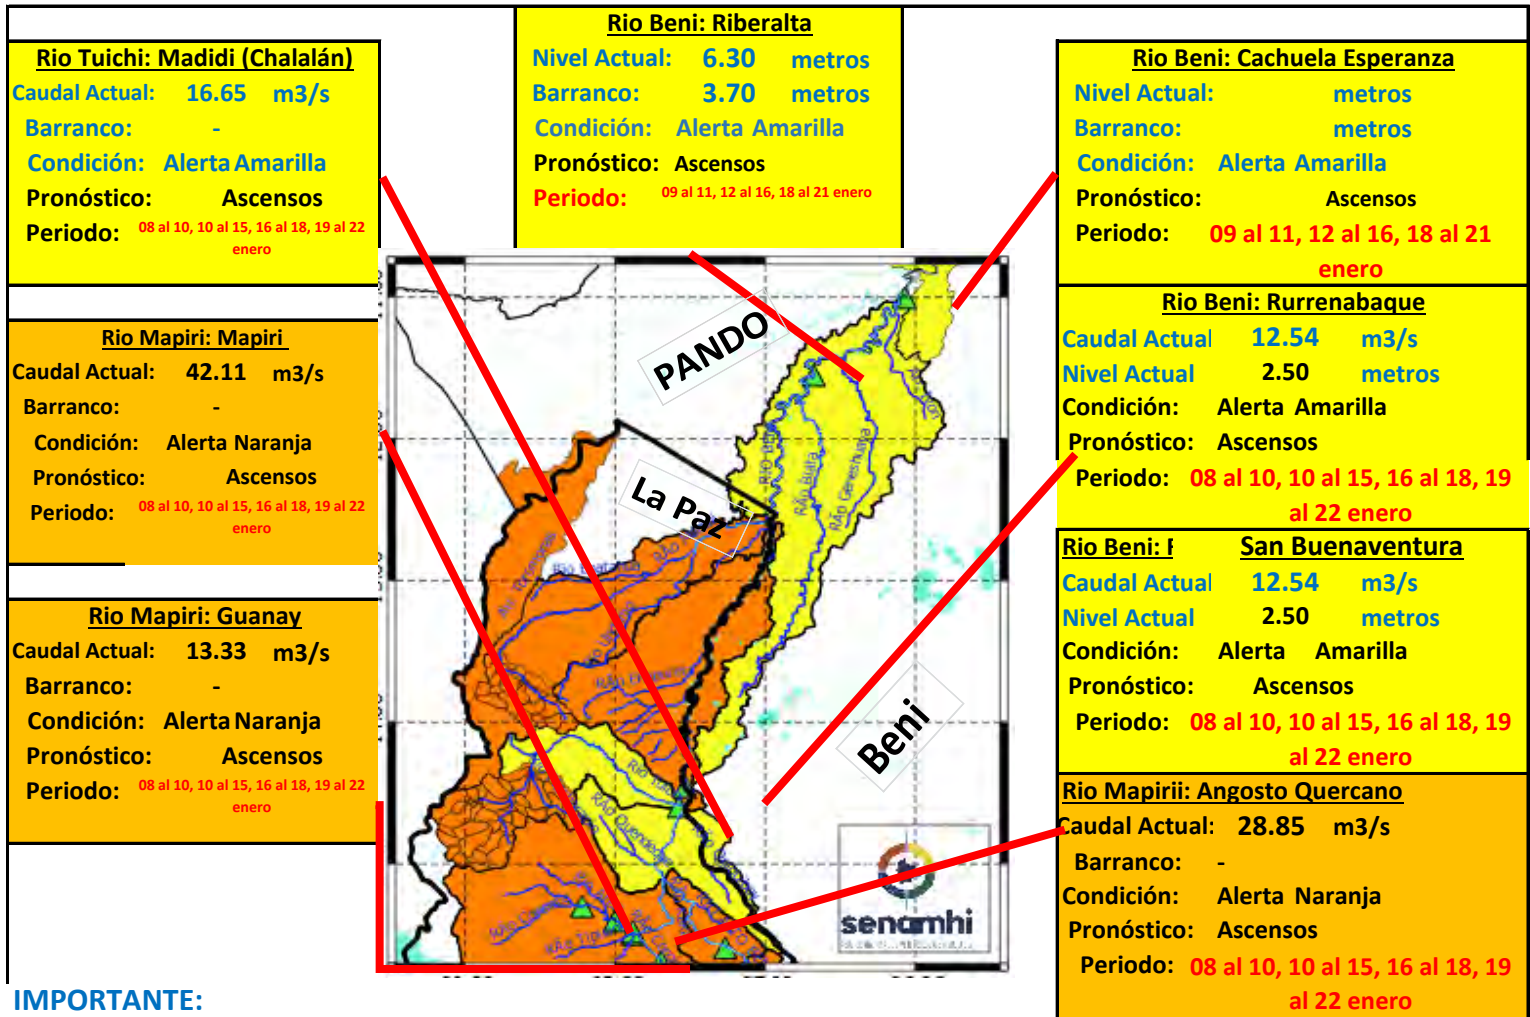 Rio Tuichi: Madidi (Chalalán)
Caudal Actual: 16.65 m3/s
Barranco: -
Condición: Alerta Amarilla
Pronóstico: Ascensos
Periodo: 08 al 10, 10 al 15, 16 al 18, 19 al 22
enero
Rio Mapiri: Mapiri
Caudal Actual: 42.11 m3/s
Barranco: -
Condición: Alerta Naranja
Pronóstico: Ascensos
Periodo: 08 al 10, 10 al 15, 16 al 18, 19 al 22
enero
Rio Mapiri: Guanay
Caudal Actual: 13.33 m3/s
Barranco: -
Condición: Alerta Naranja
Pronóstico: Ascensos
Periodo: 08 al 10, 10 al 15, 16 al 18, 19 al 22
enero
Rio Beni: Riberalta
Nivel Actual: 6.30 metros
Barranco: 3.70 metros
Condición: Alerta Amarilla
Pronóstico: Ascensos
Periodo: 09 al 11, 12 al 16, 18 al 21 enero
PANDO
La Paz
Beni
senamhi
Rio Beni: Cachuela Esperanza
Nivel Actual: metros
Barranco: metros
Condición: Alerta Amarilla
Pronóstico: Ascensos
Periodo: 09 al 11, 12 al 16, 18 al 21
enero
Rio Beni: Rurrenabaque
Caudal Actual 12.54 m3/s
Nivel Actual 2.50 metros
Condición: Alerta Amarilla
Pronóstico: Ascensos
Periodo: 08 al 10, 10 al 15, 16 al 18, 19
al 22 enero
Rio Beni: San Buenaventura
Caudal Actual 12.54 m3/s
Nivel Actual 2.50 metros
Condición: Alerta Amarilla
Pronóstico: Ascensos
Periodo: 08 al 10, 10 al 15, 16 al 18, 19
al 22 enero
Rio Mapirii: Angosto Quercano
Caudal Actual: 28.85 m3/s
Barranco: -
Condición: Alerta Naranja
Pronóstico: Ascensos
Periodo: 08 al 10, 10 al 15, 16 al 18, 19
al 22 enero
IMPORTANTE: